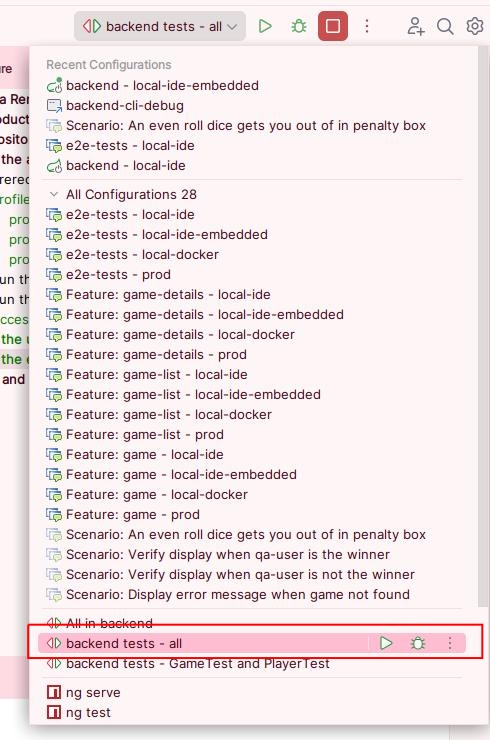 backend tests - all
Recent Configurations
backend - local-ide-embedded
backend-cli-debug
Scenario: An even roll dice gets you out of in penalty box
e2e-tests - local-ide
backend - local-ide
All Configurations 28
e2e-tests - local-ide
e2e-tests - local-ide-embedded
e2e-tests - local-docker
e2e-tests - prod
Feature: game-details - local-ide
Feature: game-details - local-ide-embedded
Feature: game-details - local-docker
Feature: game-details - prod
Feature: game-list - local-ide
Feature: game-list - local-ide-embedded
Feature: game-list - local-docker
Feature: game-list - prod
Feature: game - local-ide
Feature: game - local-ide-embedded
Feature: game - local-docker
Feature: game - prod
Scenario: An even roll dice gets you out of in penalty box
Scenario: Verify display when qa-user is the winner
Scenario: Verify display when qa-user is not the winner
Scenario: Display error message when game not found
All in backend
backend tests - all
backend tests - GameTest and PlayerTest
ng serve
ng test
ure
a Rer
oduct
osito
the a
rerec
rofile
pro
pro
pro
un th
un th
cces
the u
the e
and